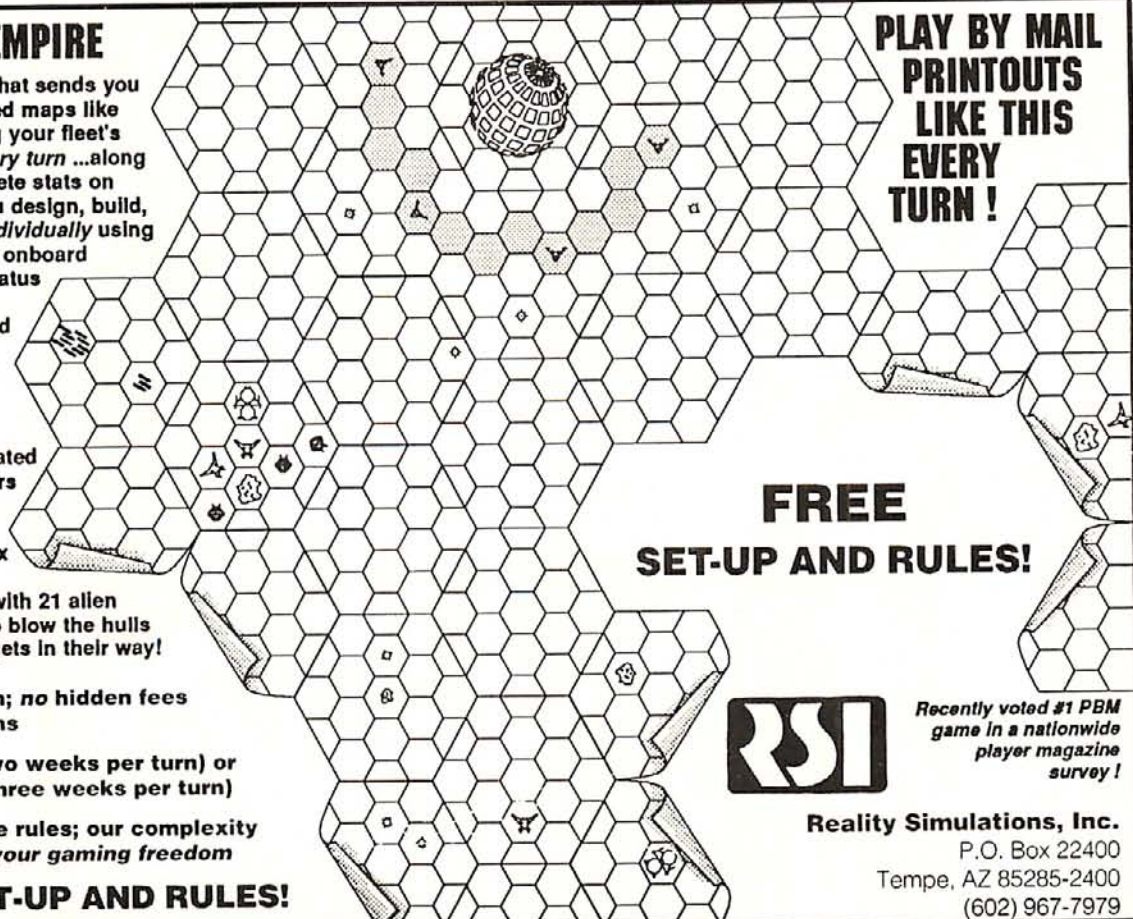 EMPIRE
hat sends you
ed maps like
g your fleet's
ry turn ...along
ete stats on
u design, build,
dividually using
onboard
atus
d
ated
rs
x
with 21 alien
o blow the hulls
ets in their way!
n; no hidden fees
ns
wo weeks per turn) or
hree weeks per turn)
e rules; our complexity
your gaming freedom
T-UP AND RULES!
PLAY BY MAIL
PRINTOUTS
LIKE THIS
EVERY
TURN !
FREE
SET-UP AND RULES!
RSI
Recently voted #1 PBM
game in a nationwide
player magazine
survey !
Reality Simulations, Inc.
P.O. Box 22400
Tempe, AZ 85285-2400
(602) 967-7979